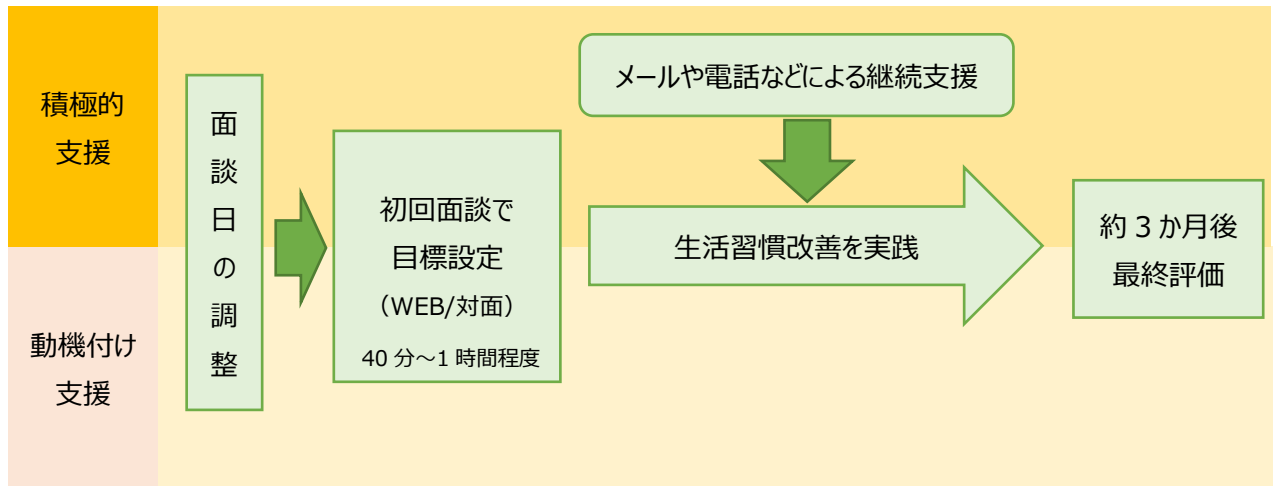 積極的
支援
動機付け
支援
面談日の調整
初回面談で
目標設定
（WEB/対面）
40 分～1 時間程度
メールや電話などによる継続支援
生活習慣改善を実践
約 3 か月後
最終評価